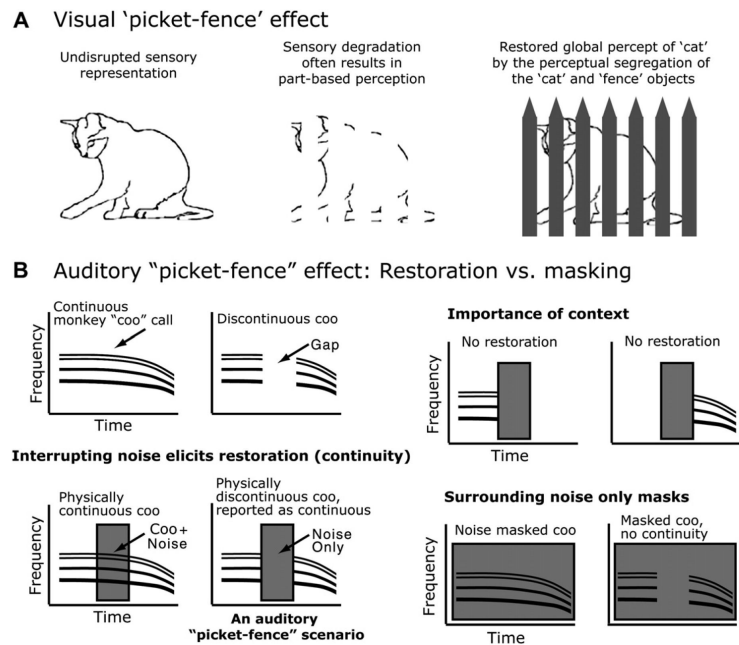 A Visual ‘picket-fence’ effect
Undisrupted sensory
representation
Sensory degradation
often results in
part-based perception
Restored global percept of ‘cat’
by the perceptual segregation of
the ‘cat’ and ‘fence’ objects
B Auditory “picket-fence” effect: Restoration vs. masking
Continuous
monkey “coo” call
Frequency
Time
Discontinuous coo
Gap
Importance of context
No restoration
Frequency
Time
No restoration
Interrupting noise elicits restoration (continuity)
Physically
continuous coo
Coo+
Noise
Frequency
Time
Physically
discontinuous coo,
reported as continuous
Noise
Only
An auditory
“picket-fence” scenario
Surrounding noise only masks
Noise masked coo
Frequency
Time
Masked coo,
no continuity